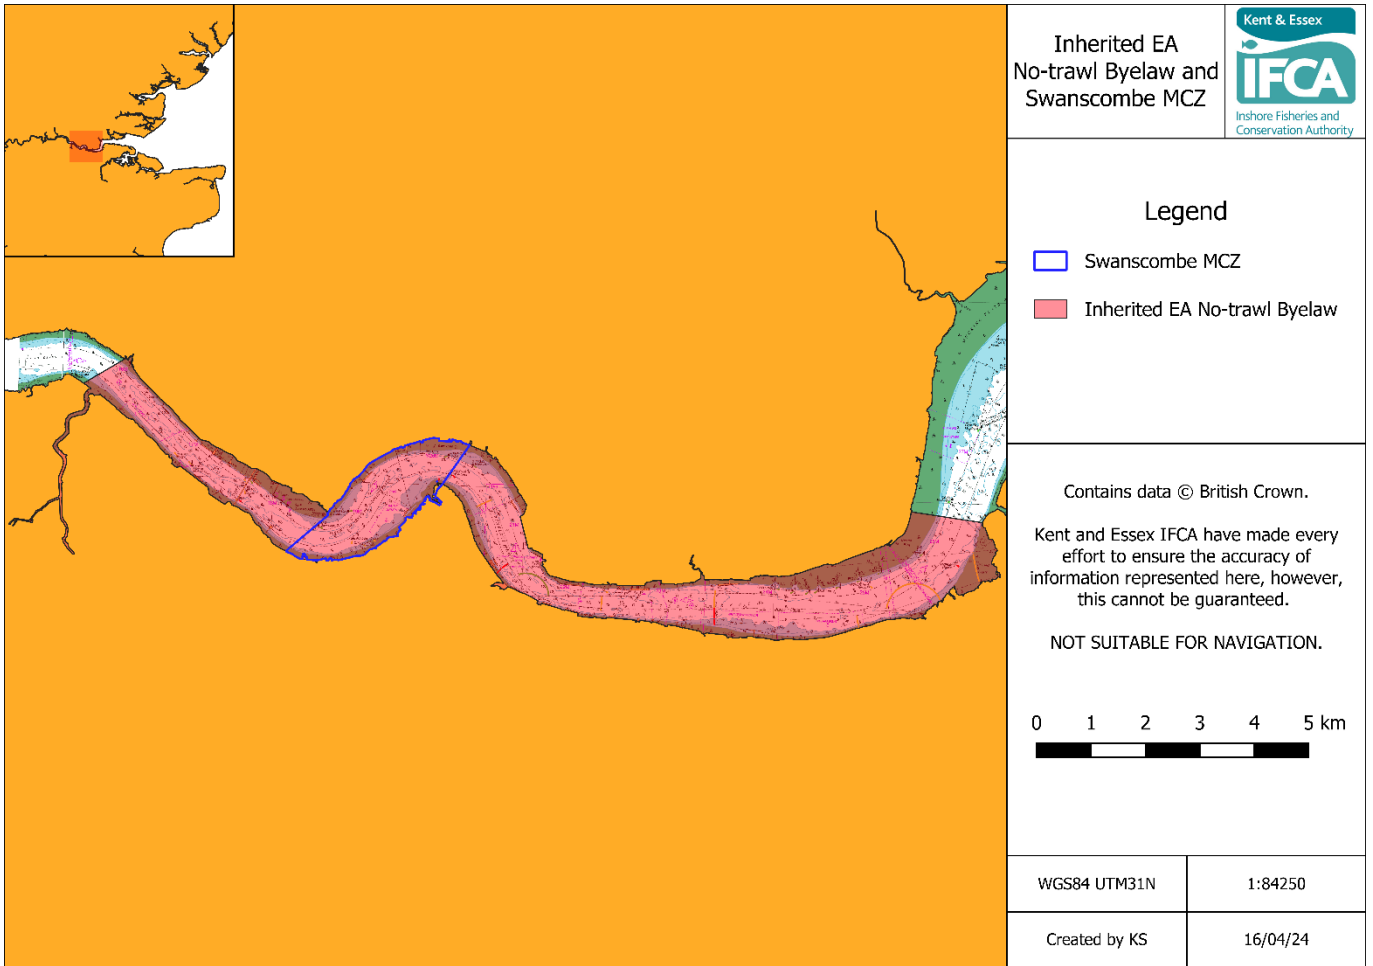 Inherited EA
No-trawl Byelaw and
Swanscombe MCZ
Kent & Essex
IFCA
Inshore Fisheries and
Conservation Authority
Legend
Swanscombe MCZ
Inherited EA No-trawl Byelaw
Contains data © British Crown.
Kent and Essex IFCA have made every
effort to ensure the accuracy of
information represented here, however,
this cannot be guaranteed.
NOT SUITABLE FOR NAVIGATION.
0 1 2 3 4 5 km
WGS84 UTM31N
1:84250
Created by KS
16/04/24